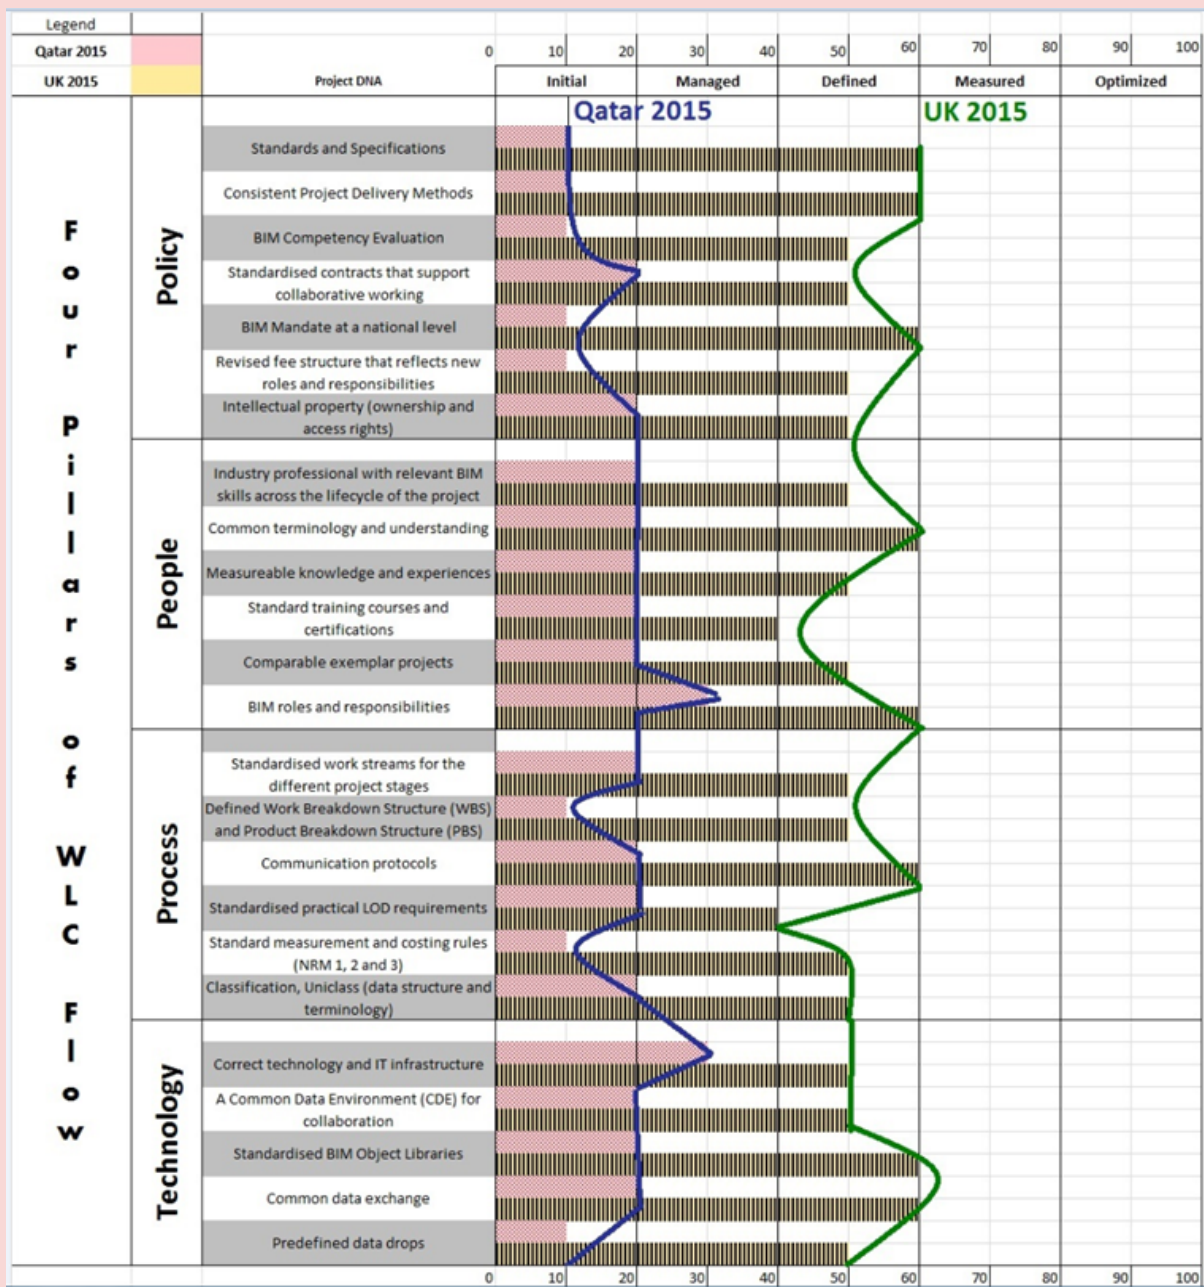 Legend
Qatar 2015
0 10 20 30 40 50 60 70 80 90 100
UK 2015
Project DNA
Initial Managed Defined Measured Optimized
Qatar 2015
UK 2015
Four Pillars of WLC Flow
Policy
Standards and Specifications
Consistent Project Delivery Methods
BIM Competency Evaluation
Standardised contracts that support
collaborative working
BIM Mandate at a national level
Revised fee structure that reflects new
roles and responsibilities
Intellectual property (ownership and
access rights)
People
Industry professional with relevant BIM
skills across the lifecycle of the project
Common terminology and understanding
Measureable knowledge and experiences
Standard training courses and
certifications
Comparable exemplar projects
BIM roles and responsibilities
Process
Standardised work streams for the
different project stages
Defined Work Breakdown Structure (WBS)
and Product Breakdown Structure (PBS)
Communication protocols
Standardised practical LOD requirements
Standard measurement and costing rules
(NRM 1, 2 and 3)
Classification, Uniclass (data structure and
terminology)
Technology
Correct technology and IT infrastructure
A Common Data Environment (CDE) for
collaboration
Standardised BIM Object Libraries
Common data exchange
Predefined data drops
0 10 20 30 40 50 60 70 80 90 100